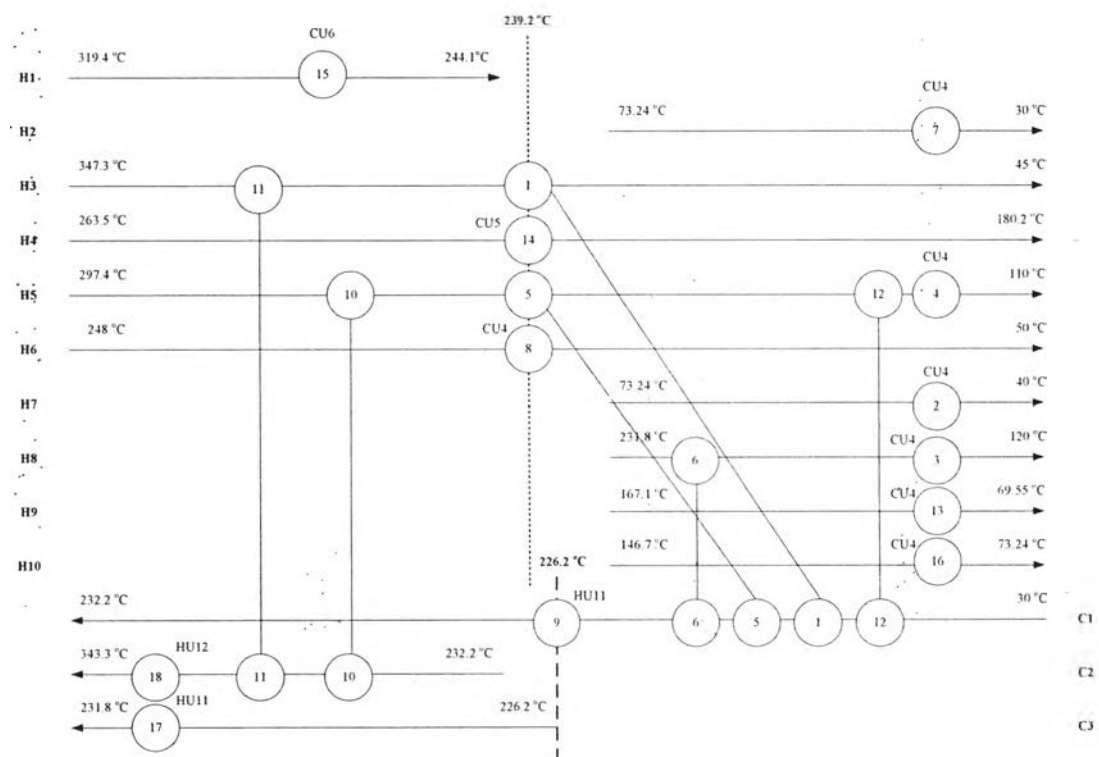 239.2 °C
CU6
319.4 °C 244.1°C
H1 15
CU4
73.24 °C 30 °C
H2 7
347.3 °C 45 °C
H3 11 1
263.5 °C CU5 180.2 °C
H4 14
CU4
297.4 °C 110 °C
H5 10 5 12 4
248 °C CU4 50 °C
H6 8
CU4
73.24 °C 40 °C
H7 2
231.8 °C CU4 120 °C
H8 6 3
167.1 °C CU4 69.55 °C
H9 13
146.7 °C CU4 73.24 °C
H10 16
226.2 °C
232.2 °C HU11 30 °C
9 6 5 1 12 C1
343.3 °C HU12 232.2 °C
18 11 10 C2
231.8 °C HU11 226.2 °C
17 C3